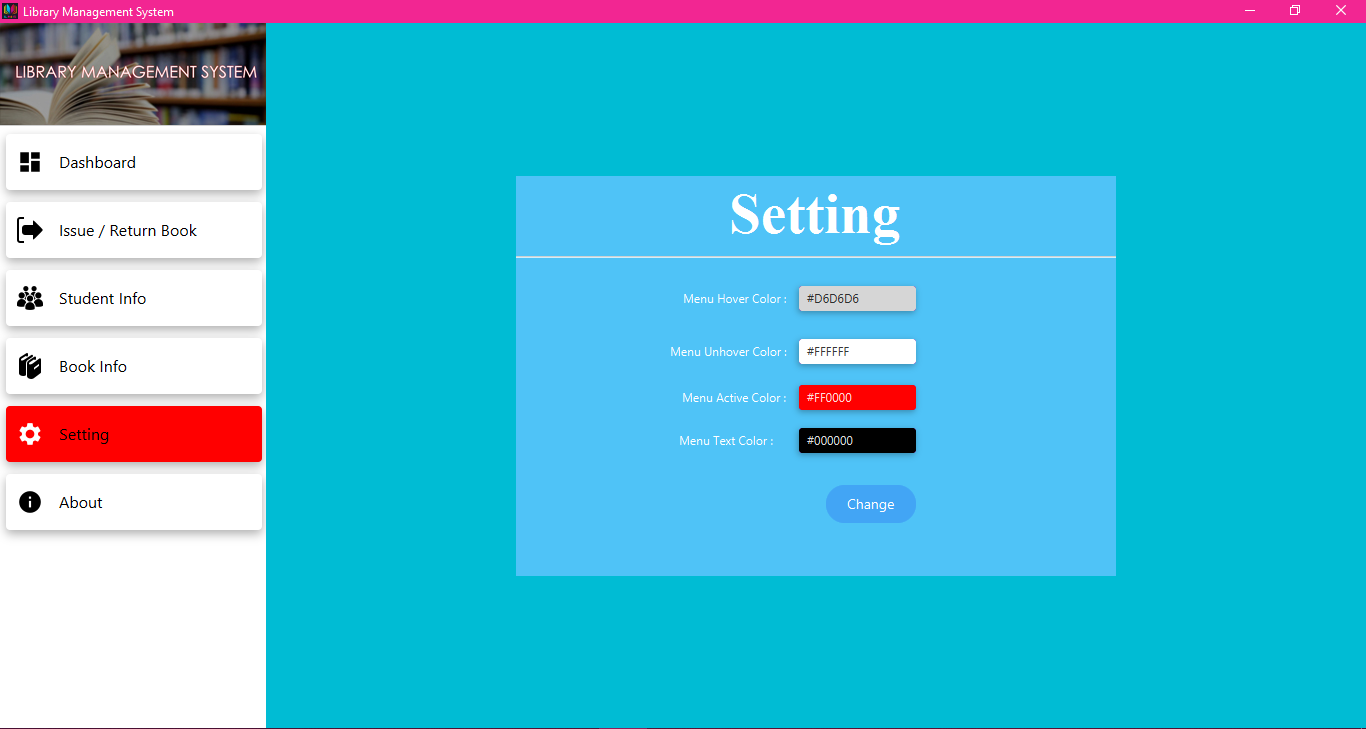 Library Management System
LIBRARY MANAGEMENT SYSTEM
Dashboard
Issue / Return Book
Student Info
Book Info
Setting
About
Setting
Menu Hover Color : #D6D6D6
Menu Unhover Color : #FFFFFF
Menu Active Color : #FF0000
Menu Text Color : #000000
Change